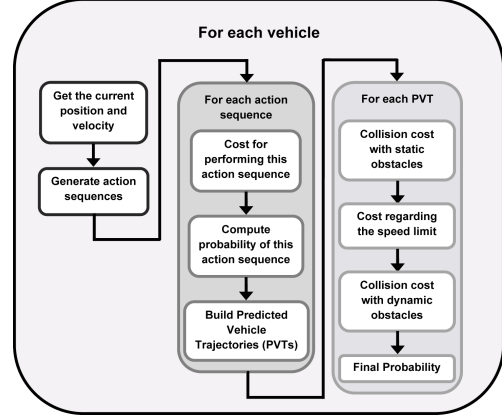 For each vehicle
Get the current
position and
velocity
Generate action
sequences
For each action
sequence
Cost for
performing this
action sequence
Compute
probability of this
action sequence
Build Predicted
Vehicle
Trajectories (PVTs)
For each PVT
Collision cost
with static
obstacles
Cost regarding
the speed limit
Collision cost
with dynamic
obstacles
Final Probability